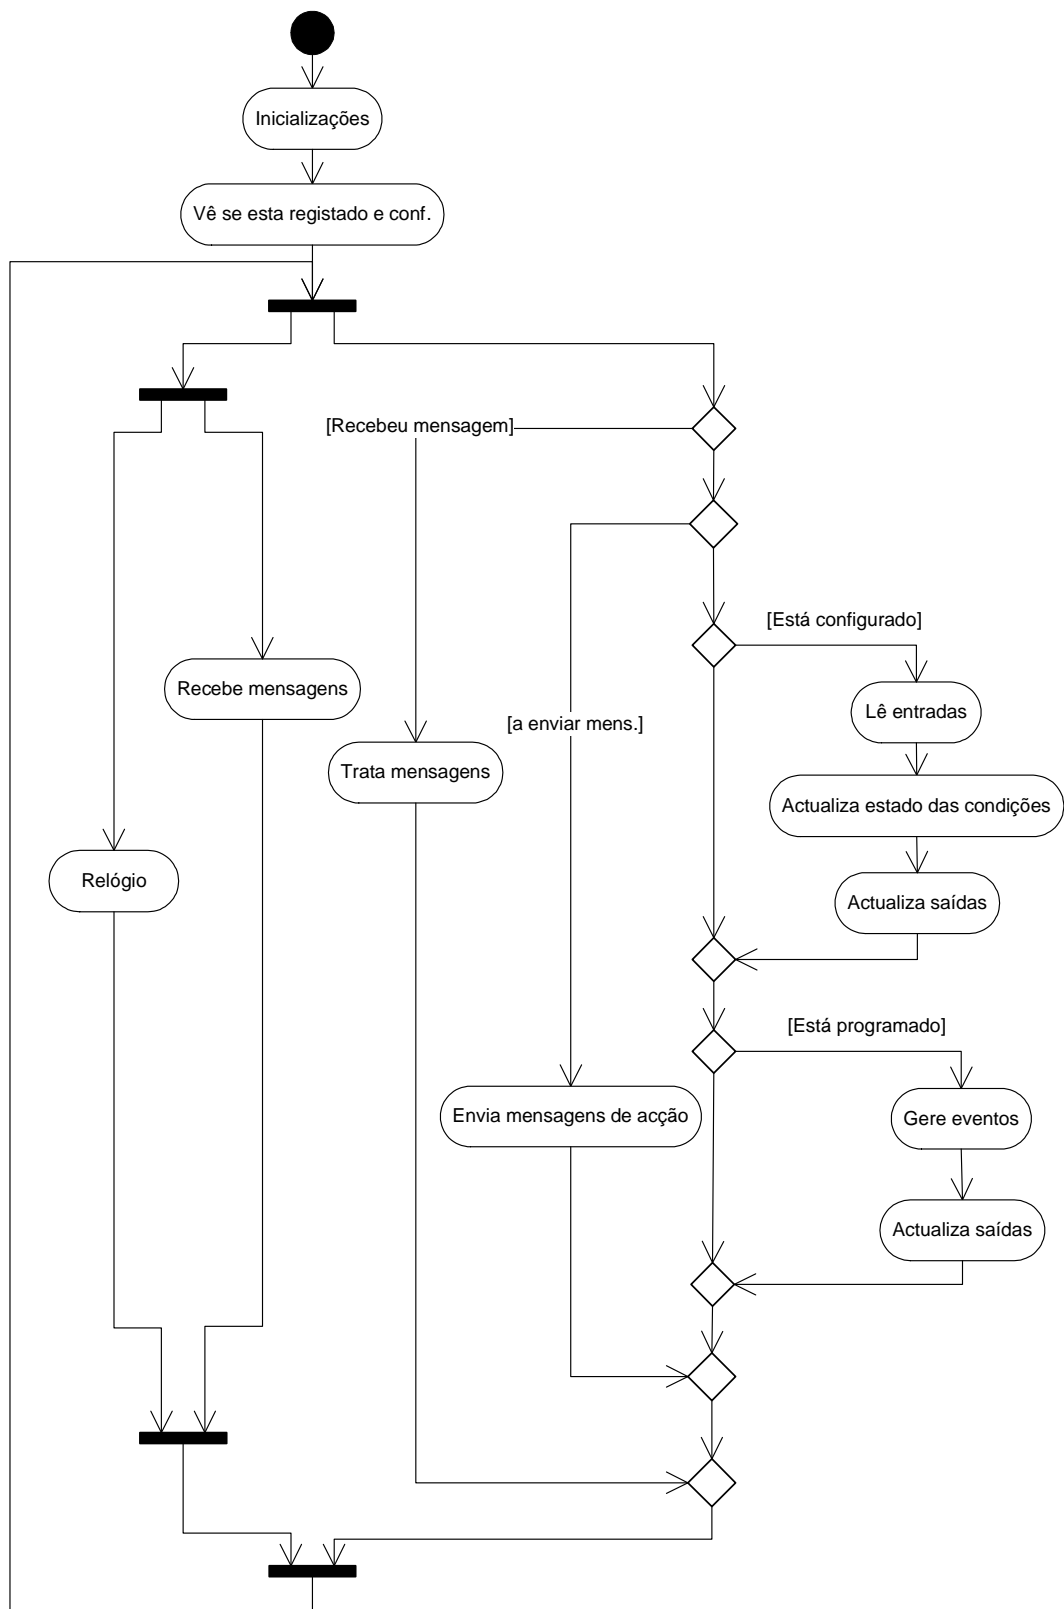 Inicializações
Vê se esta registado e conf.
[Recebeu mensagem]
[Está configurado]
Recebe mensagens
Lê entradas
[a enviar mens.]
Trata mensagens
Actualiza estado das condições
Relógio
Actualiza saídas
[Está programado]
Envia mensagens de acção
Gere eventos
Actualiza saídas